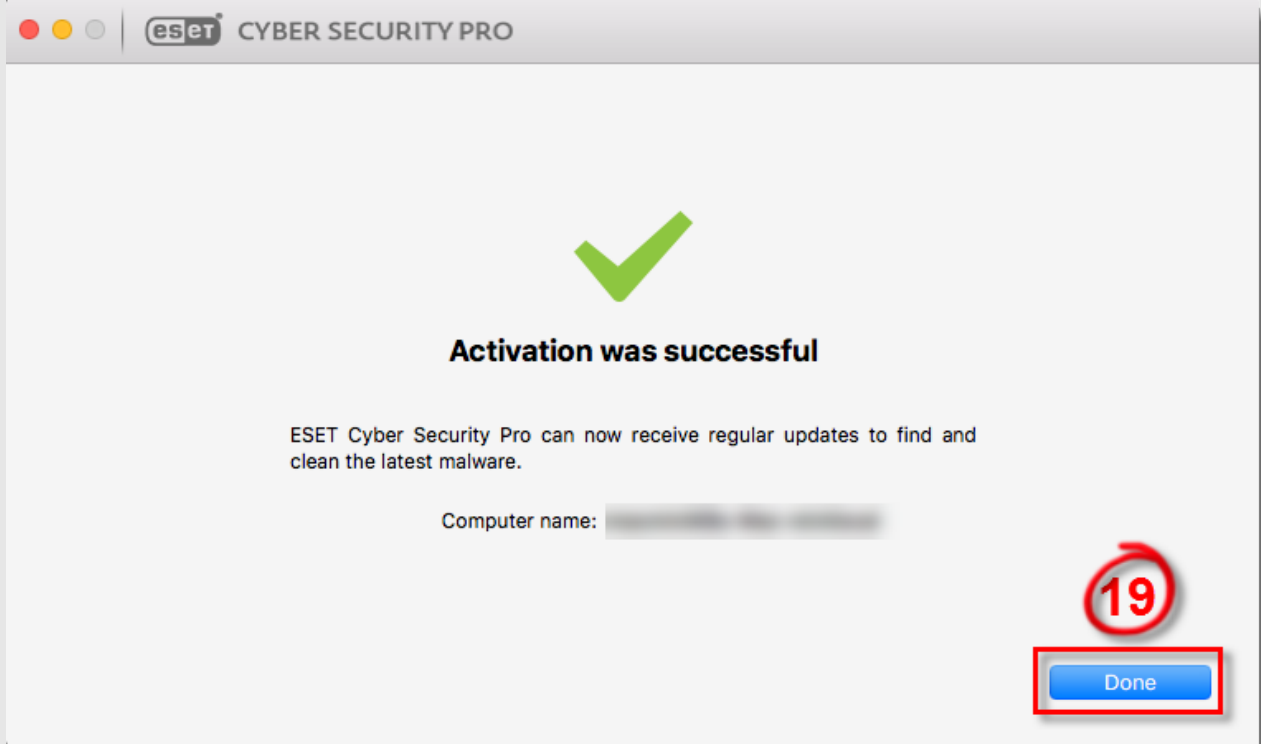 eset CYBER SECURITY PRO
Activation was successful
ESET Cyber Security Pro can now receive regular updates to find and
clean the latest malware.
Computer name:
19
Done